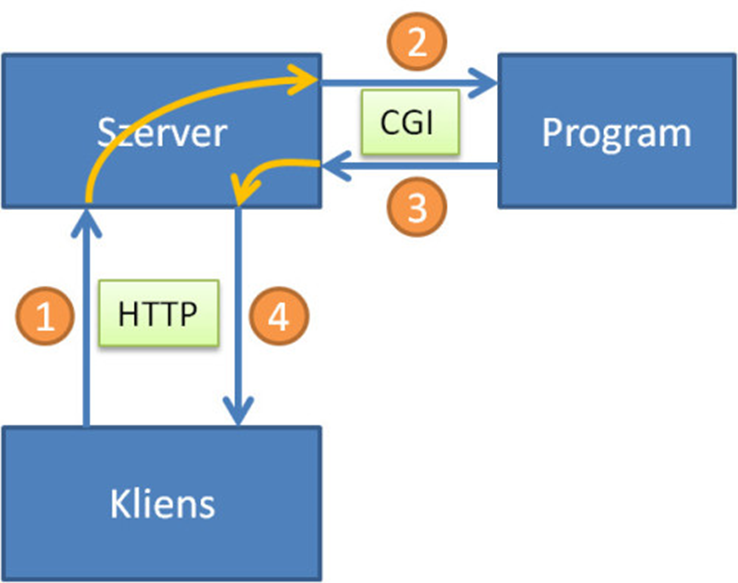 2
Szerver
CGI
Program
3
1
HTTP
4
Kliens